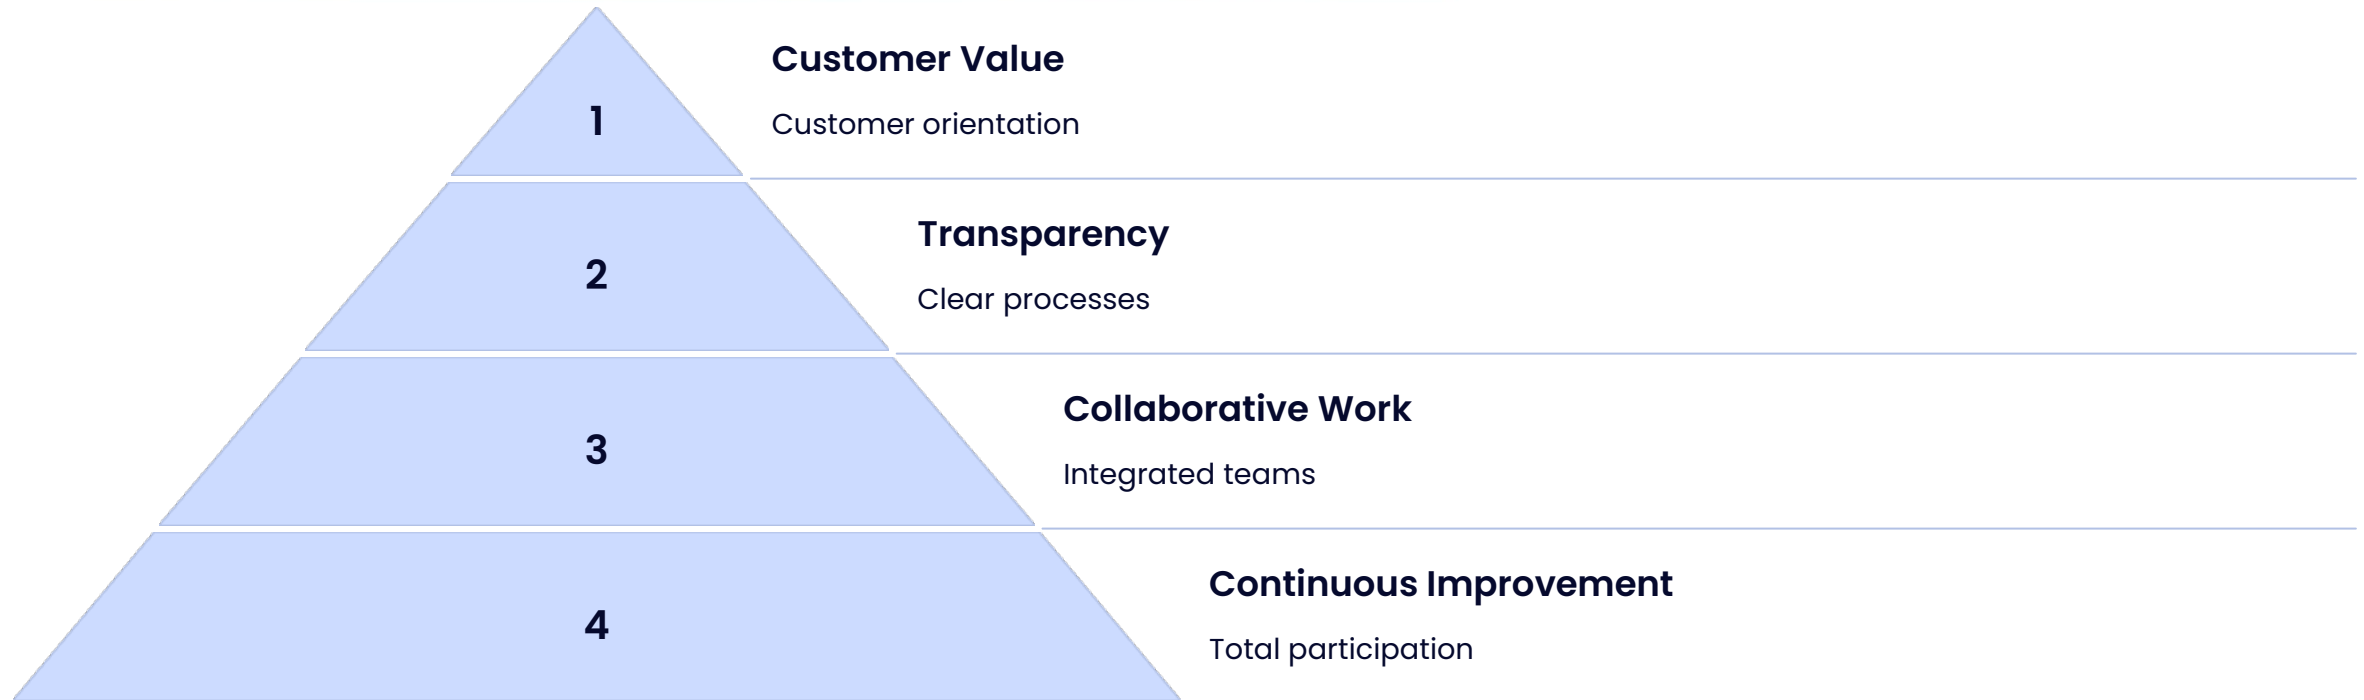 1
Customer Value
Customer orientation
2
Transparency
Clear processes
3
Collaborative Work
Integrated teams
4
Continuous Improvement
Total participation